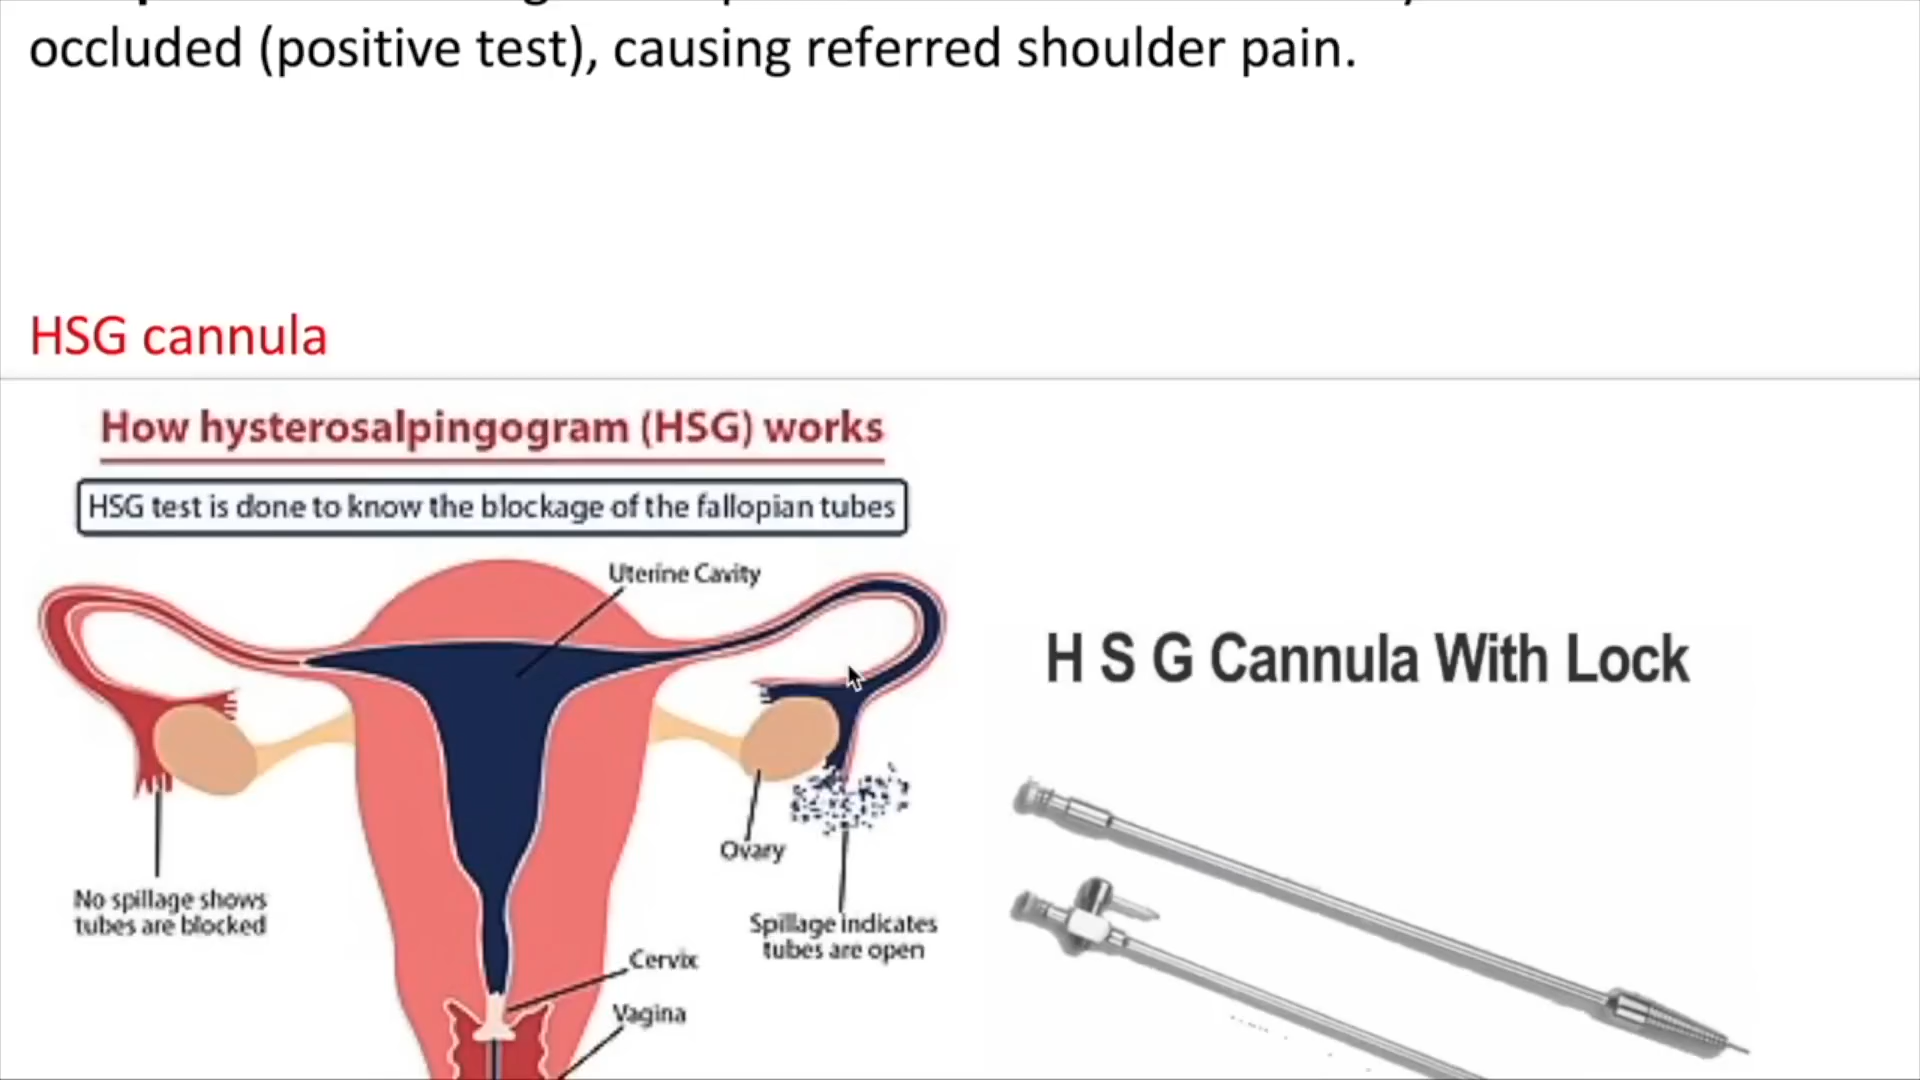 occluded (positive test), causing referred shoulder pain.
HSG cannula
How hysterosalpingogram (HSG) works
HSG test is done to know the blockage of the fallopian tubes
Uterine Cavity
H S G Cannula With Lock
Ovary
No spillage shows
tubes are blocked
Spillage indicates
tubes are open
Cervix
Vagina